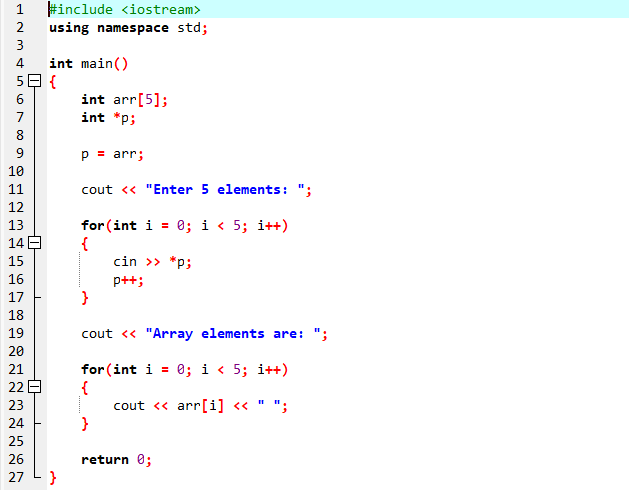 1 #include <iostream>
2 using namespace std;
3
4 int main()
5 {
6     int arr[5];
7     int *p;
8
9     p = arr;
10
11     cout << "Enter 5 elements: ";
12
13     for(int i = 0; i < 5; i++)
14     {
15         cin >> *p;
16         p++;
17     }
18
19     cout << "Array elements are: ";
20
21     for(int i = 0; i < 5; i++)
22     {
23         cout << arr[i] << " ";
24     }
25
26     return 0;
27 }